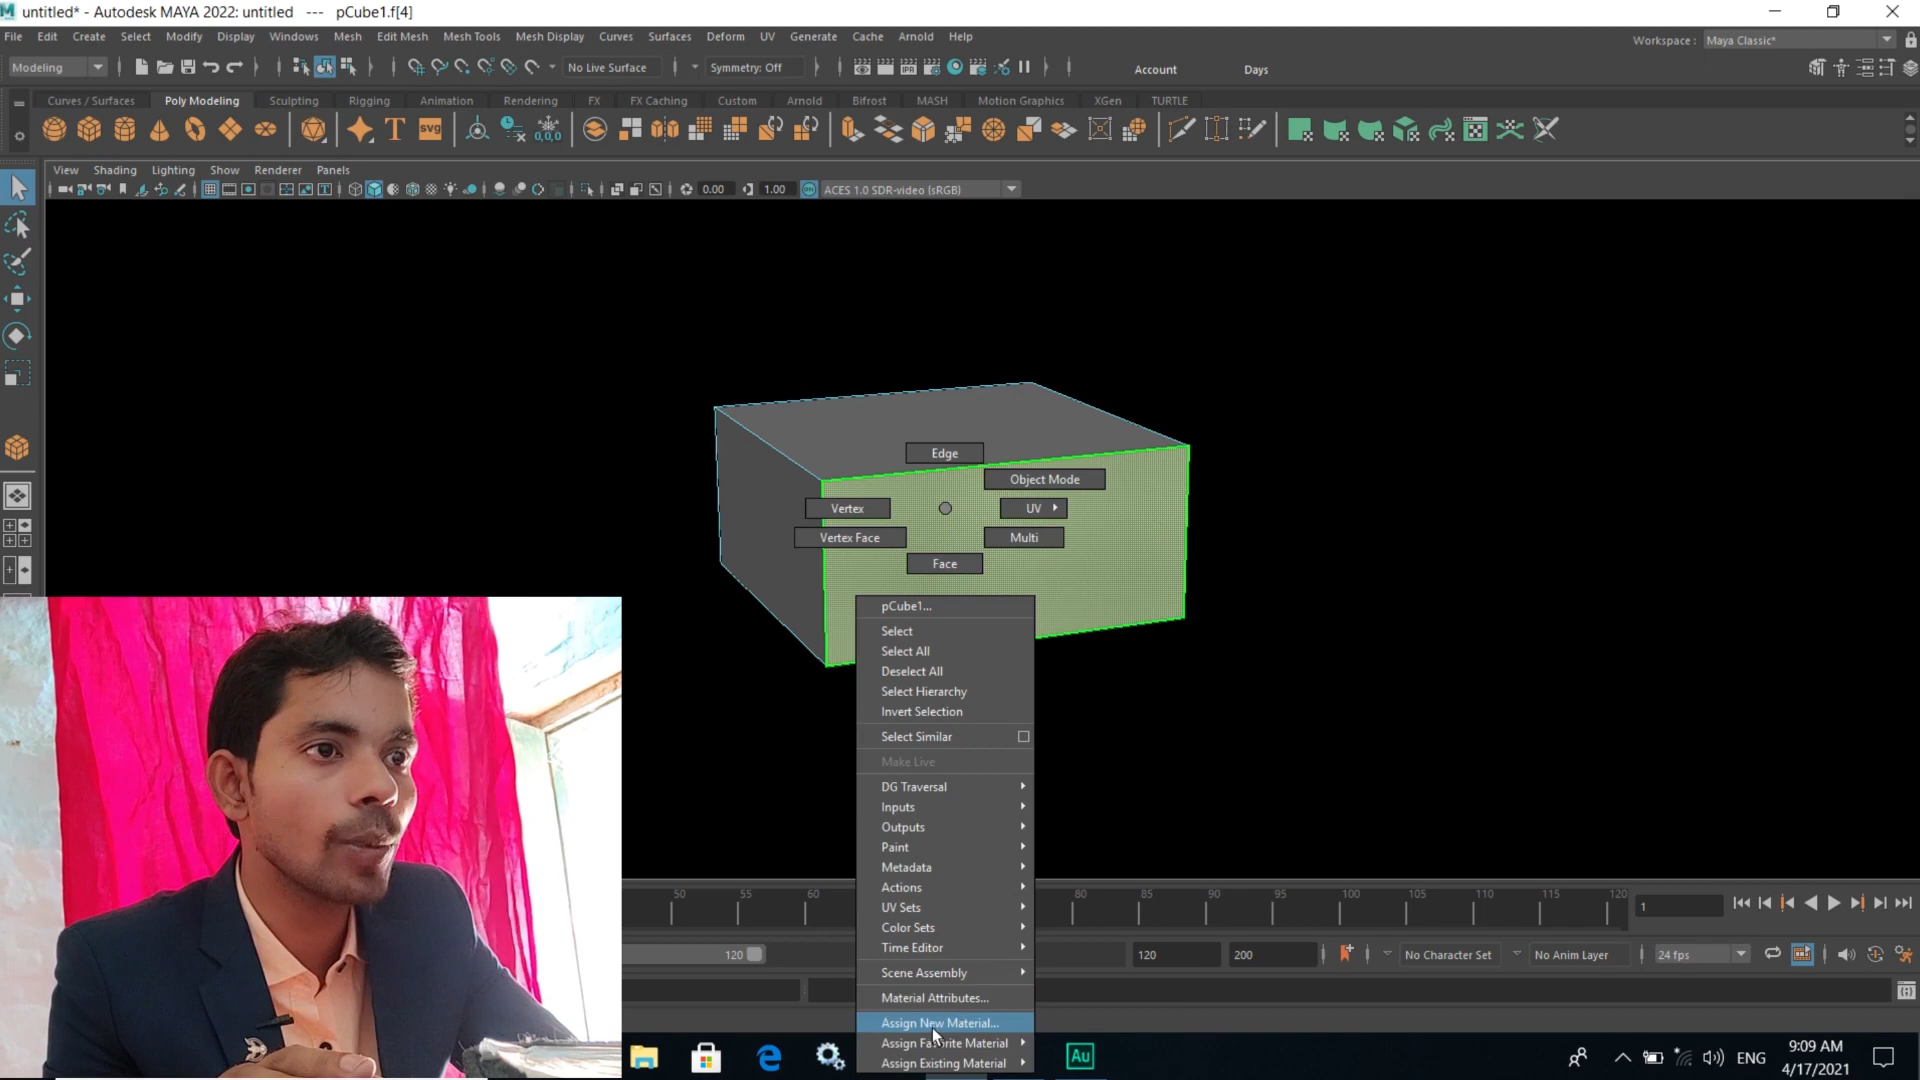 untitled* - Autodesk MAYA 2022: untitled --- pCube1.f[4]
File Edit Create Select Modify Display Windows Mesh Edit Mesh Mesh Tools Mesh Display Curves Surfaces Deform UV Generate Cache Arnold Help
Workspace : Maya Classic*
Modeling No Live Surface Symmetry: Off Account Days
Curves / Surfaces Poly Modeling Sculpting Rigging Animation Rendering FX FX Caching Custom Arnold Bifrost MASH Motion Graphics XGen TURTLE
T SVG 0,0,0
View Shading Lighting Show Renderer Panels
0.00 1.00 ACES 1.0 SDR-video (sRGB)
Edge
Object Mode
Vertex UV
Vertex Face Multi
Face
pCube1...
Select
Select All
Deselect All
Select Hierarchy
Invert Selection
Select Similar
Make Live
DG Traversal
Inputs
Outputs
Paint
Metadata
Actions
UV Sets
Color Sets
Time Editor
Scene Assembly
Material Attributes...
Assign New Material...
Assign Favorite Material
Assign Existing Material
50 55 60 80 85 90 95 100 105 110 115 120
1
120 120 200 No Character Set No Anim Layer 24 fps
Au
ENG
9:09 AM
4/17/2021